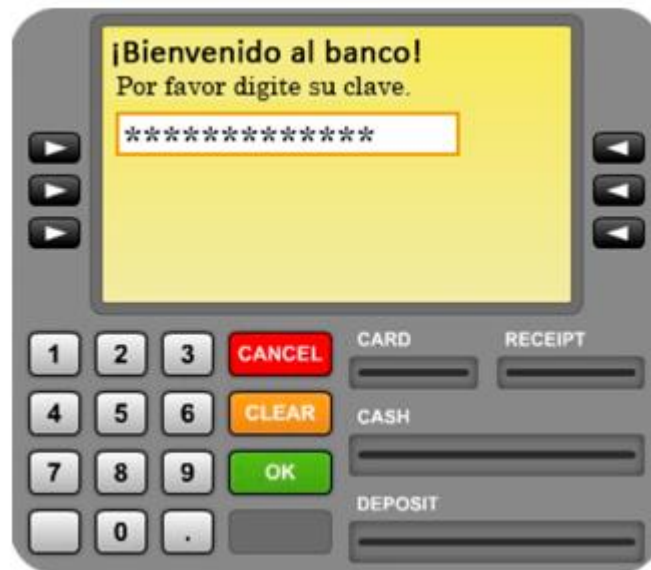 ¡Bienvenido al banco!
Por favor digite su clave.
*************
1 2 3 CANCEL
CARD RECEIPT
4 5 6 CLEAR
CASH
7 8 9 OK
DEPOSIT
0 .